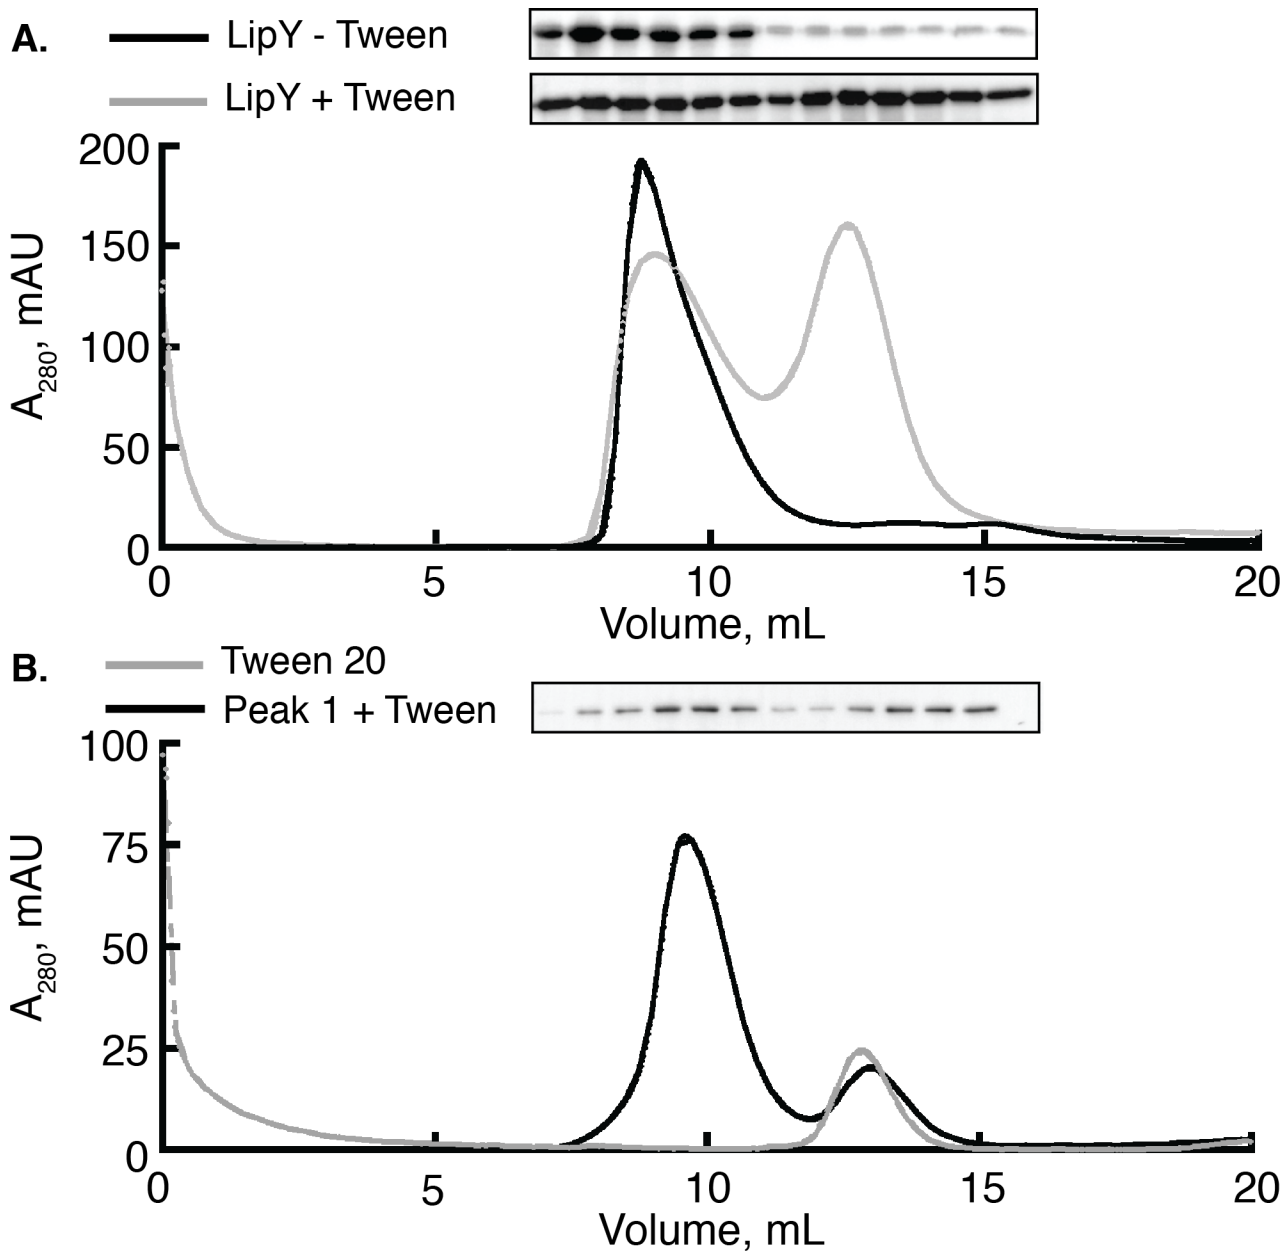 A.
LipY - Tween
LipY + Tween
200
150
100
50
0
A280, mAU
0 5 10 15 20
Volume, mL
B.
Tween 20
Peak 1 + Tween
100
75
50
25
0
A280, mAU
0 5 10 15 20
Volume, mL